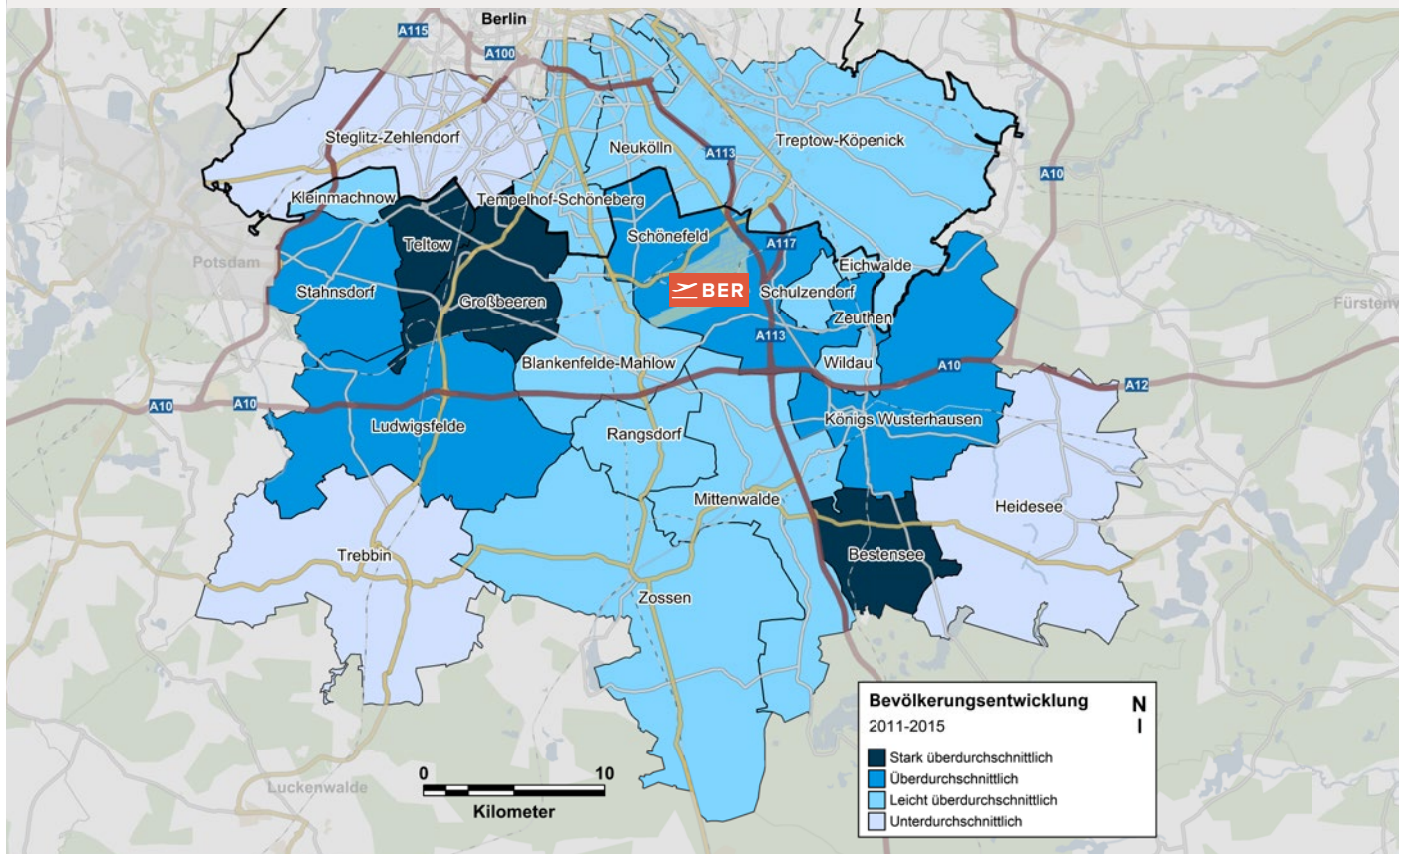 Berlin
A115
A100
Steglitz-Zehlendorf
Neukölln
Treptow-Köpenick
A113
A10
Kleinmachnow
Tempelhof-Schöneberg
Teltow
Schönefeld
A117
Potsdam
Eichwalde
Stahnsdorf
Großbeeren
BER
Schulzendorf
Fürstenw
Zeuthen
A113
Blankenfelde-Mahlow
Wildau
A10
A12
A10
A10
Ludwigsfelde
Rangsdorf
Königs Wusterhausen
Mittenwalde
Heidesee
Trebbin
Bestensee
Zossen
Luckenwalde
0 10
Kilometer
Bevölkerungsentwicklung
2011-2015
N
Stark überdurchschnittlich
Überdurchschnittlich
Leicht überdurchschnittlich
Unterdurchschnittlich